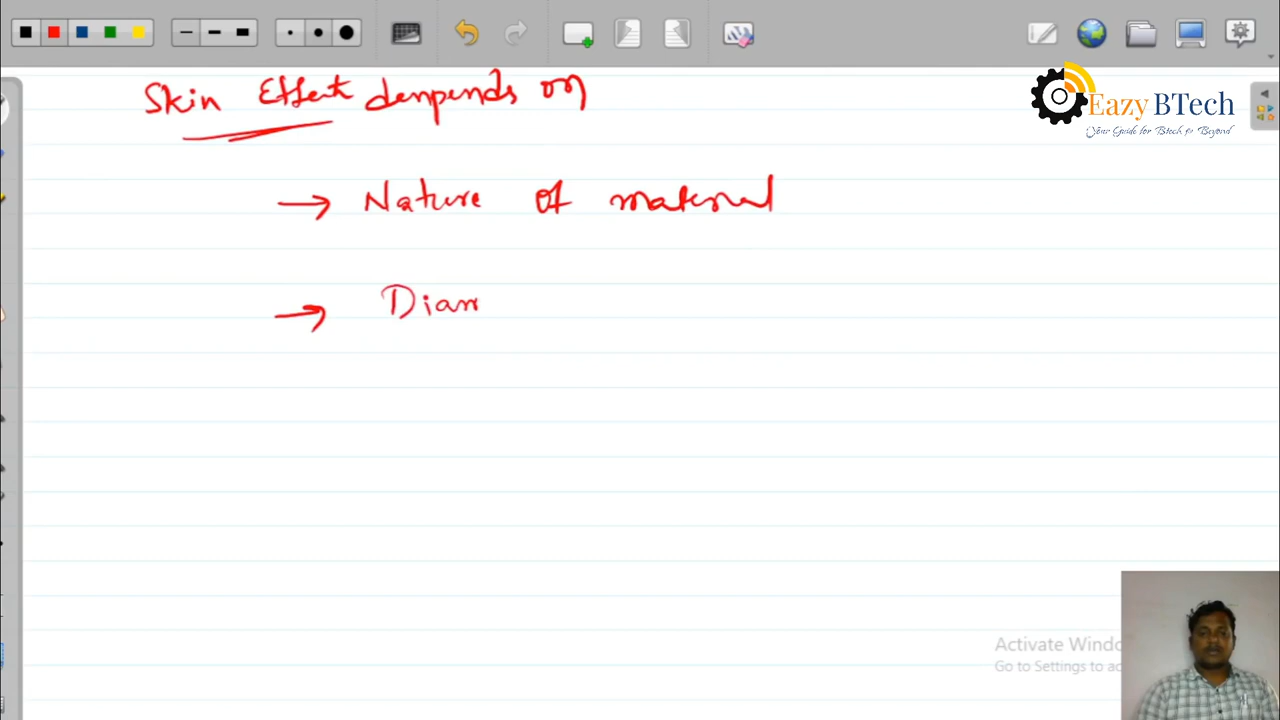 Skin Effect denpends on
→ Nature of material
→ Diam
Eazy BTech
Your Guide for Btech & Beyond
Activate Windo
Go to Settings to ac